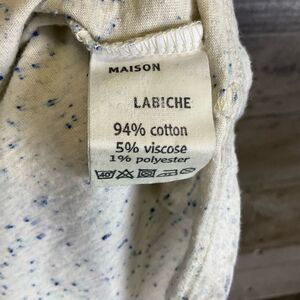 MAISON
LABICHE
94% cotton
5% viscose
1% polyester